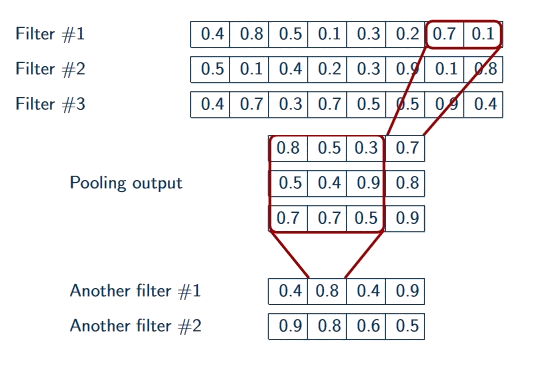 Filter #1 0.4 0.8 0.5 0.1 0.3 0.2 0.7 0.1
Filter #2 0.5 0.1 0.4 0.2 0.3 0.9 0.1 0.8
Filter #3 0.4 0.7 0.3 0.7 0.5 0.5 0.9 0.4
0.8 0.5 0.3 0.7
Pooling output 0.5 0.4 0.9 0.8
0.7 0.7 0.5 0.9
Another filter #1 0.4 0.8 0.4 0.9
Another filter #2 0.9 0.8 0.6 0.5